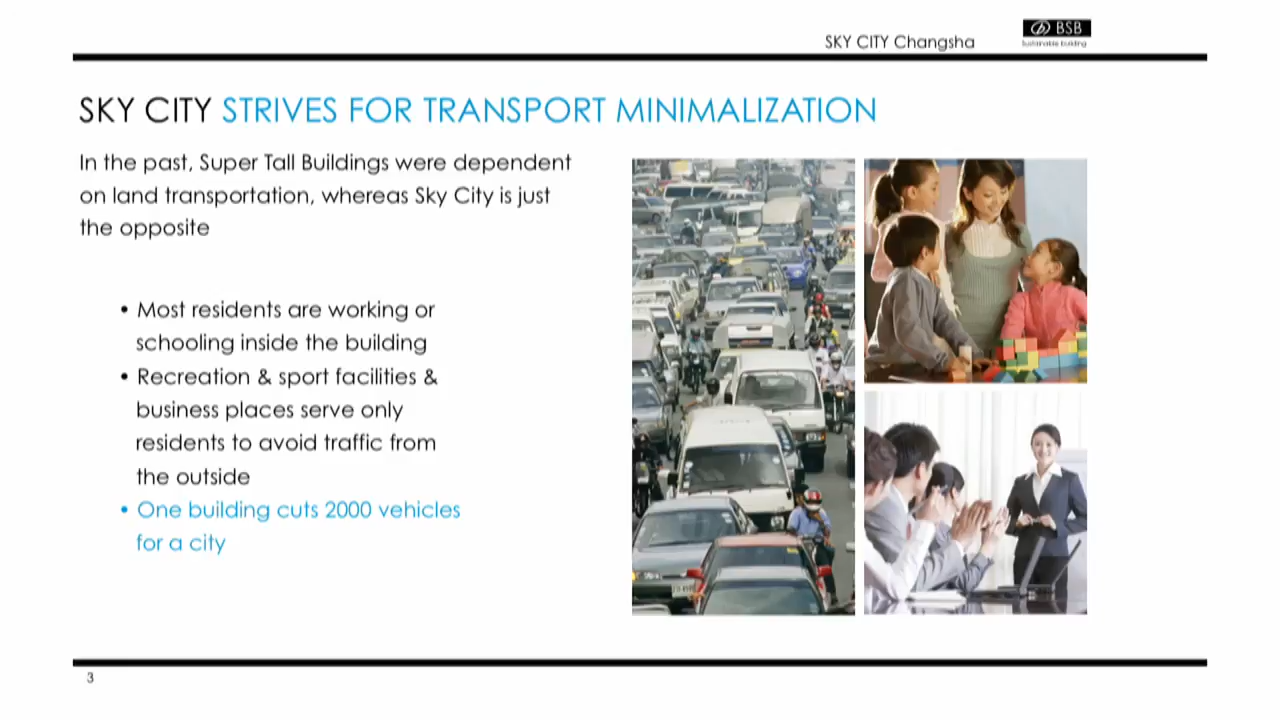 SKY CITY Changsha
BSB
Sustainable building
SKY CITY STRIVES FOR TRANSPORT MINIMALIZATION
In the past, Super Tall Buildings were dependent
on land transportation, whereas Sky City is just
the opposite
• Most residents are working or
schooling inside the building
• Recreation & sport facilities &
business places serve only
residents to avoid traffic from
the outside
• One building cuts 2000 vehicles
for a city
3